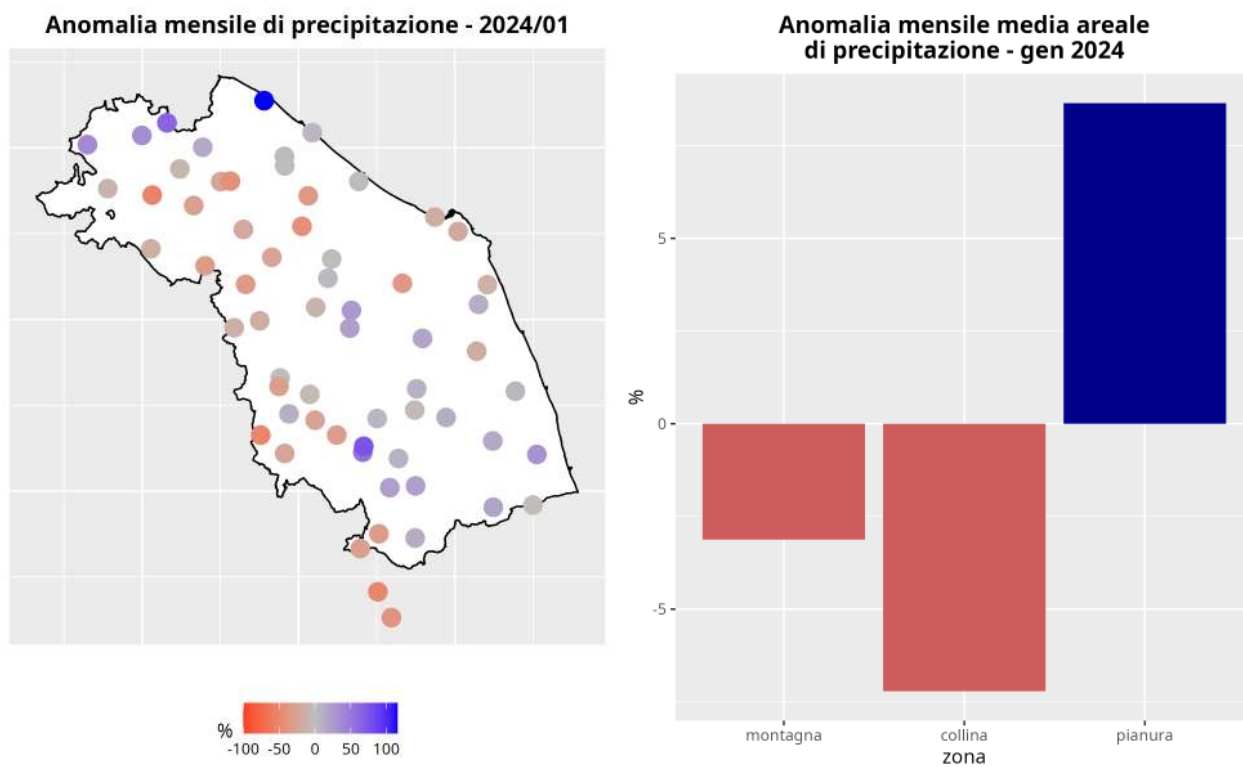 Anomalia mensile di precipitazione - 2024/01
%
-100 -50 0 50 100
Anomalia mensile media areale
di precipitazione - gen 2024
%
5
0
-5
montagna collina pianura
zona